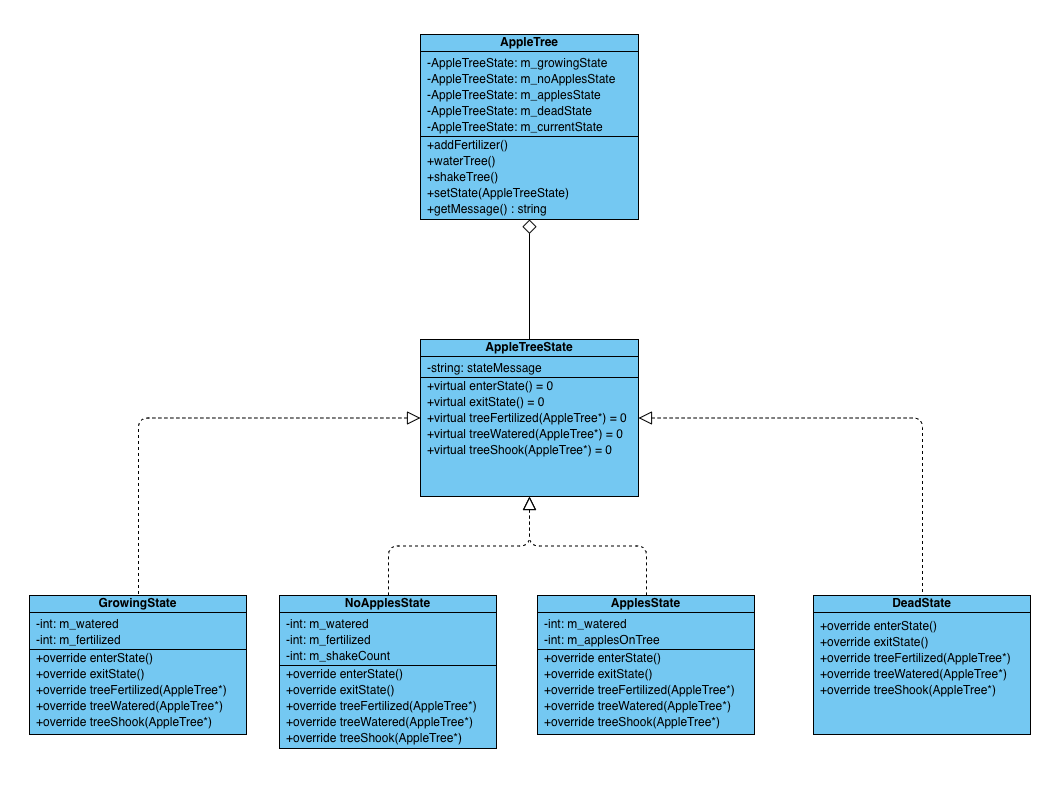 AppleTree
-AppleTreeState: m_growingState
-AppleTreeState: m_noApplesState
-AppleTreeState: m_applesState
-AppleTreeState: m_deadState
-AppleTreeState: m_currentState
+addFertilizer()
+waterTree()
+shakeTree()
+setState(AppleTreeState)
+getMessage() : string
AppleTreeState
-string: stateMessage
+virtual enterState() = 0
+virtual exitState() = 0
+virtual treeFertilized(AppleTree*) = 0
+virtual treeWatered(AppleTree*) = 0
+virtual treeShook(AppleTree*) = 0
GrowingState
-int: m_watered
-int: m_fertilized
+override enterState()
+override exitState()
+override treeFertilized(AppleTree*)
+override treeWatered(AppleTree*)
+override treeShook(AppleTree*)
NoApplesState
-int: m_watered
-int: m_fertilized
-int: m_shakeCount
+override enterState()
+override exitState()
+override treeFertilized(AppleTree*)
+override treeWatered(AppleTree*)
+override treeShook(AppleTree*)
ApplesState
-int: m_watered
-int: m_applesOnTree
+override enterState()
+override exitState()
+override treeFertilized(AppleTree*)
+override treeWatered(AppleTree*)
+override treeShook(AppleTree*)
DeadState
+override enterState()
+override exitState()
+override treeFertilized(AppleTree*)
+override treeWatered(AppleTree*)
+override treeShook(AppleTree*)